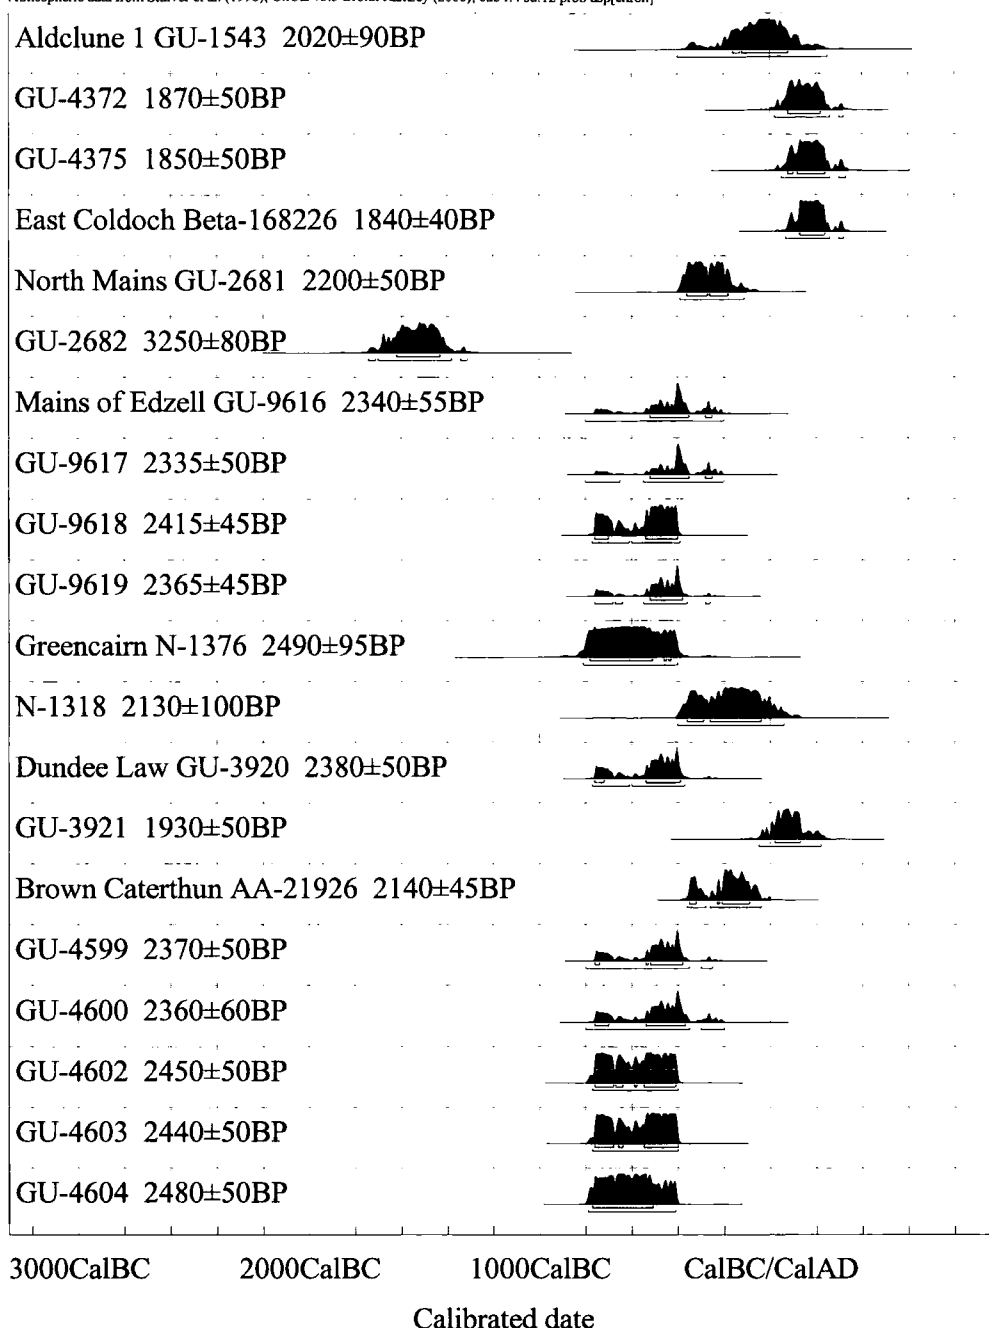 Aldclune 1 GU-1543 2020±90BP
GU-4372 1870±50BP
GU-4375 1850±50BP
East Coldoch Beta-168226 1840±40BP
North Mains GU-2681 2200±50BP
GU-2682 3250±80BP
Mains of Edzell GU-9616 2340±55BP
GU-9617 2335±50BP
GU-9618 2415±45BP
GU-9619 2365±45BP
Greencairn N-1376 2490±95BP
N-1318 2130±100BP
Dundee Law GU-3920 2380±50BP
GU-3921 1930±50BP
Brown Caterthun AA-21926 2140±45BP
GU-4599 2370±50BP
GU-4600 2360±60BP
GU-4602 2450±50BP
GU-4603 2440±50BP
GU-4604 2480±50BP
3000CalBC 2000CalBC 1000CalBC CalBC/CalAD
Calibrated date